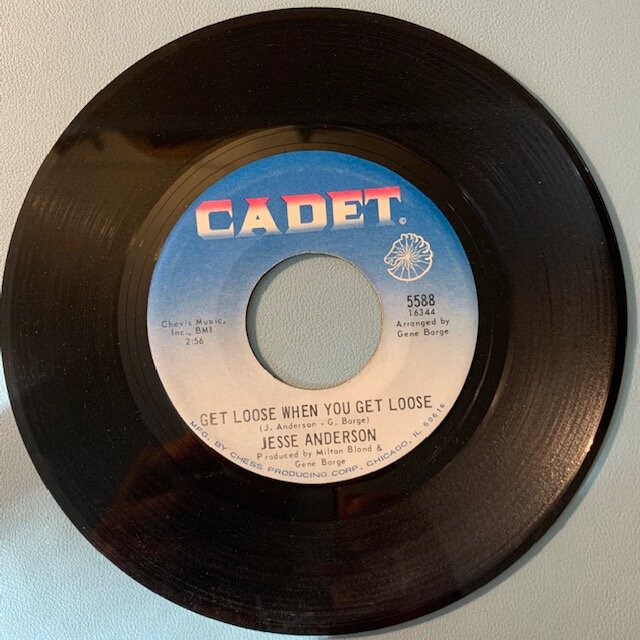 CADET
©
5588
16344
Arranged by
Gene Barge
Chevis Music,
Inc., BMI
2:56
GET LOOSE WHEN YOU GET LOOSE
(J. Anderson - G. Barge)
JESSE ANDERSON
Produced by Milton Bland &
Gene Barge
MFG. BY CHESS PRODUCING CORP., CHICAGO, IL 60616